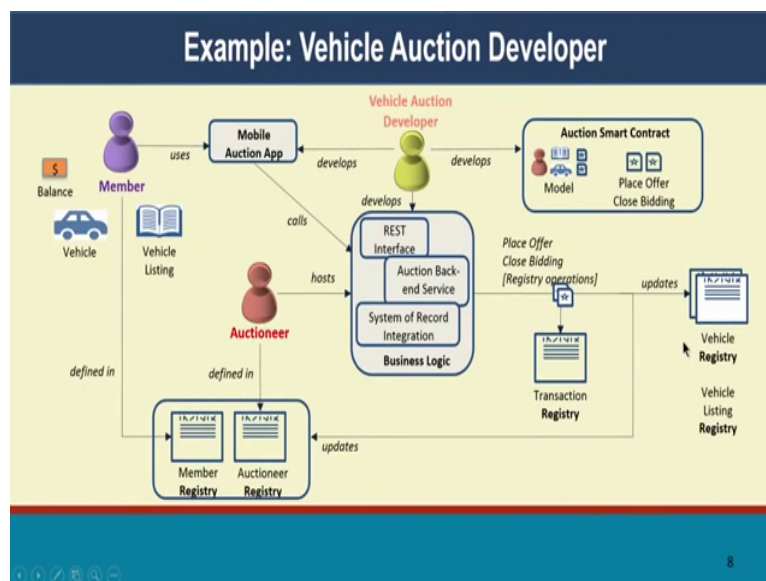 Example: Vehicle Auction Developer
Vehicle Auction
Developer
Mobile
Auction App
Auction Smart Contract
uses
develops
develops
$
Balance
Member
Model
Place Offer
Close Bidding
develops
Vehicle
Vehicle
Listing
calls
REST
Interface
Place Offer
Close Bidding
[Registry operations]
hosts
Auction Back-
end Service
updates
Auctioneer
System of Record
Integration
Business Logic
Vehicle
Registry
defined in
defined in
Transaction
Registry
Vehicle
Listing
Registry
updates
Member
Registry
Auctioneer
Registry
8